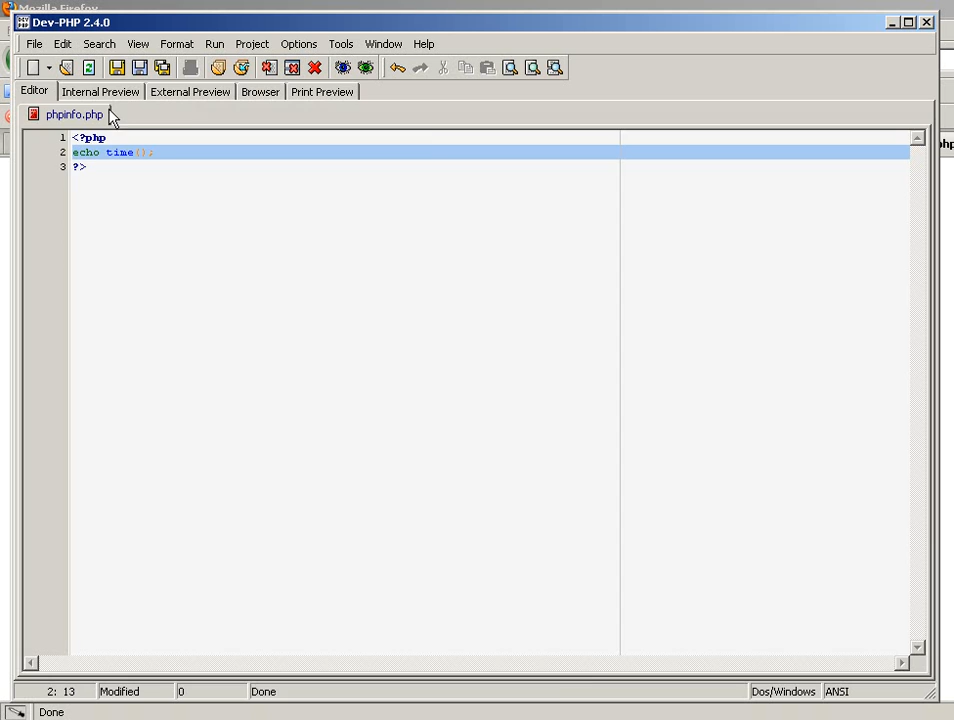 Mozilla Firefox
Dev-PHP 2.4.0
File Edit Search View Format Run Project Options Tools Window Help
Editor Internal Preview External Preview Browser Print Preview
phpinfo.php
1 <?php
2 echo time();
3 ?>
2: 13 Modified 0 Done Dos/Windows ANSI
Done